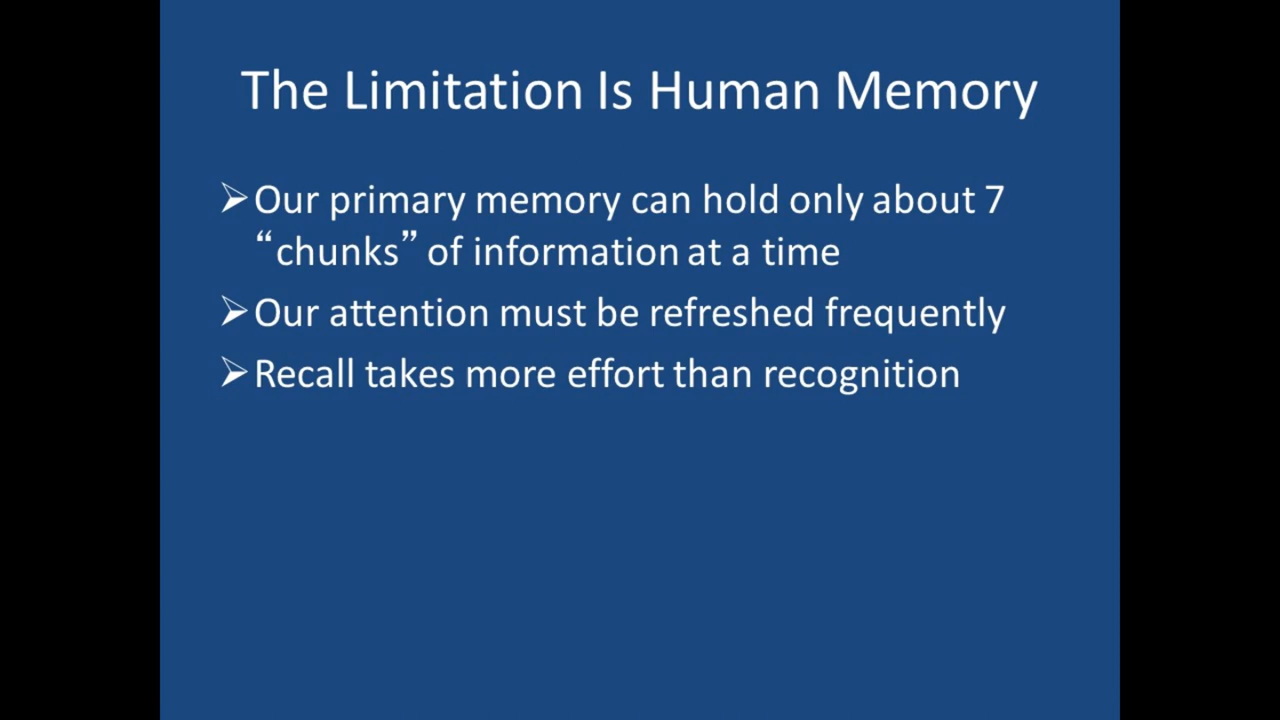 The Limitation Is Human Memory
➢Our primary memory can hold only about 7
“chunks” of information at a time
➢Our attention must be refreshed frequently
➢Recall takes more effort than recognition